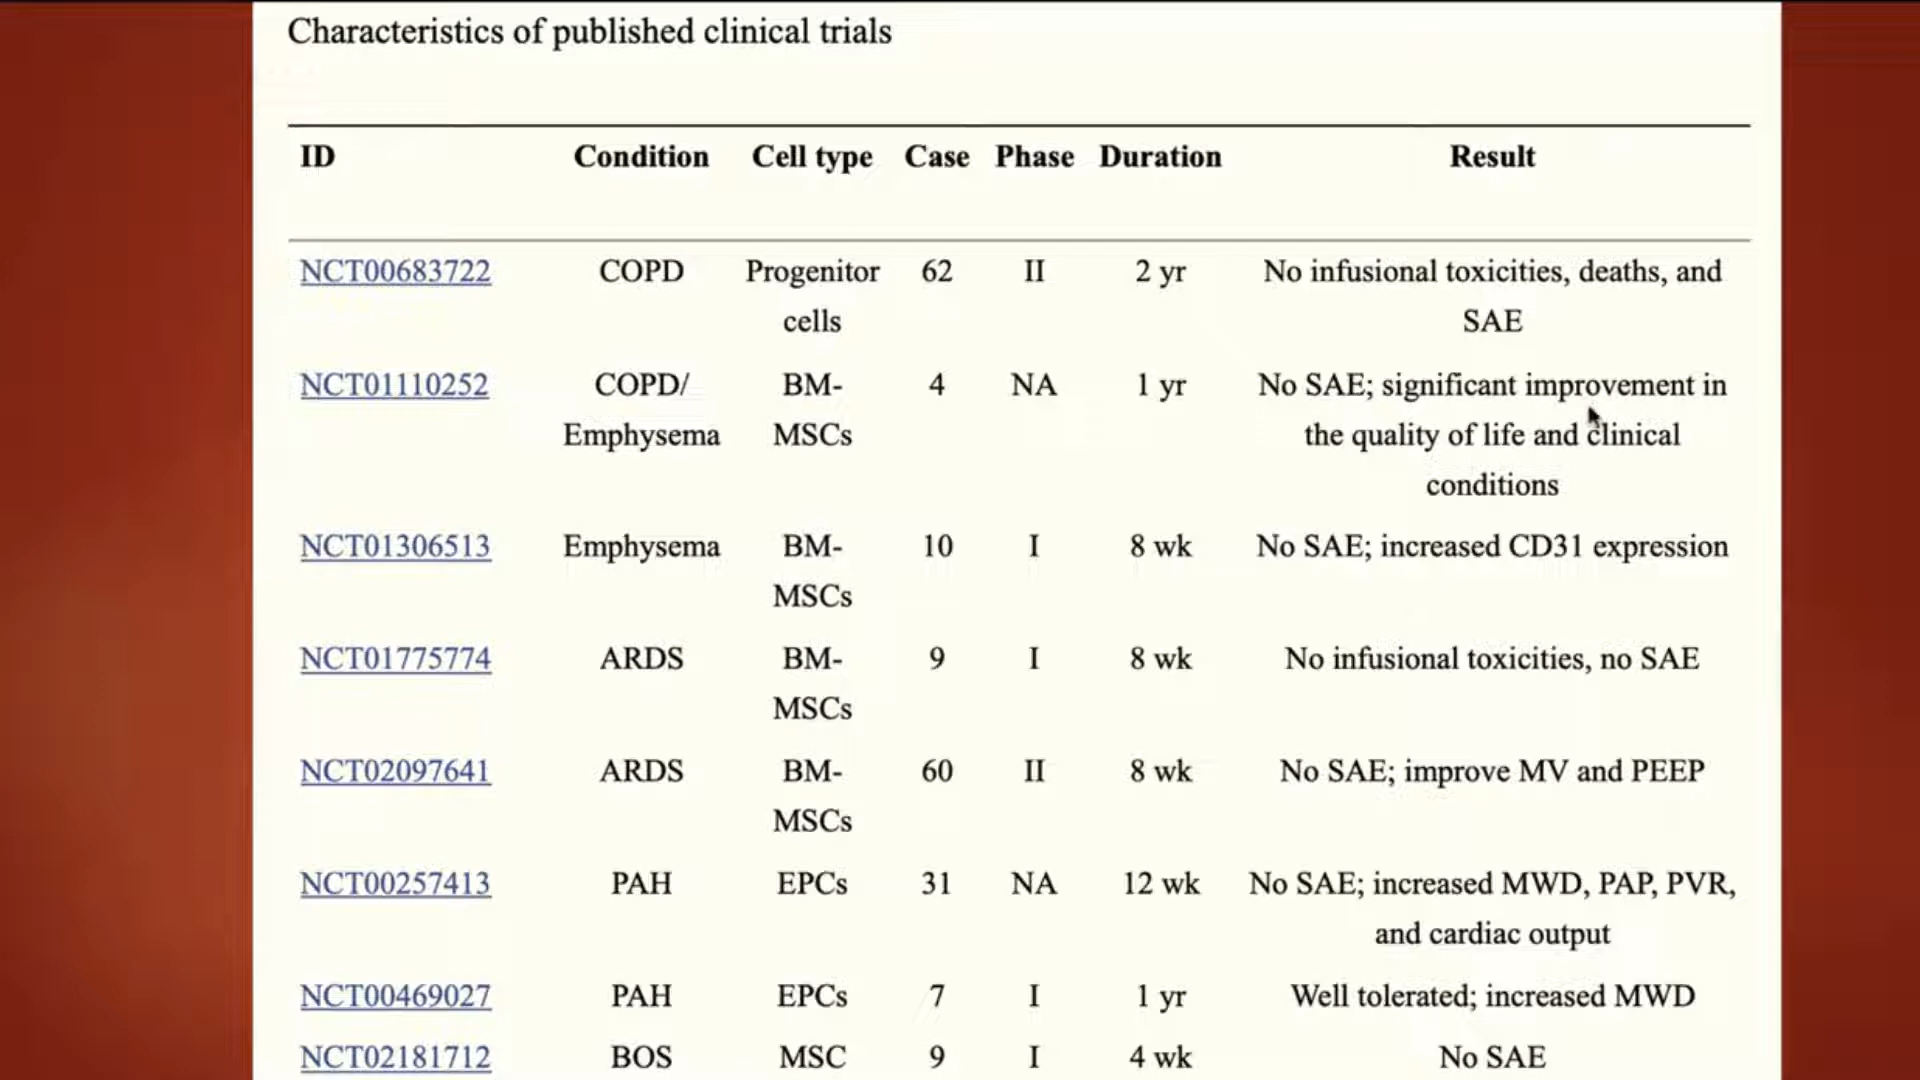 Characteristics of published clinical trials
ID Condition Cell type Case Phase Duration Result
NCT00683722 COPD Progenitor 62 II 2 yr No infusional toxicities, deaths, and
cells SAE
NCT01110252 COPD/ BM- 4 NA 1 yr No SAE; significant improvement in
Emphysema MSCs the quality of life and clinical
conditions
NCT01306513 Emphysema BM- 10 I 8 wk No SAE; increased CD31 expression
MSCs
NCT01775774 ARDS BM- 9 I 8 wk No infusional toxicities, no SAE
MSCs
NCT02097641 ARDS BM- 60 II 8 wk No SAE; improve MV and PEEP
MSCs
NCT00257413 PAH EPCs 31 NA 12 wk No SAE; increased MWD, PAP, PVR,
and cardiac output
NCT00469027 PAH EPCs 7 I 1 yr Well tolerated; increased MWD
NCT02181712 BOS MSC 9 I 4 wk No SAE